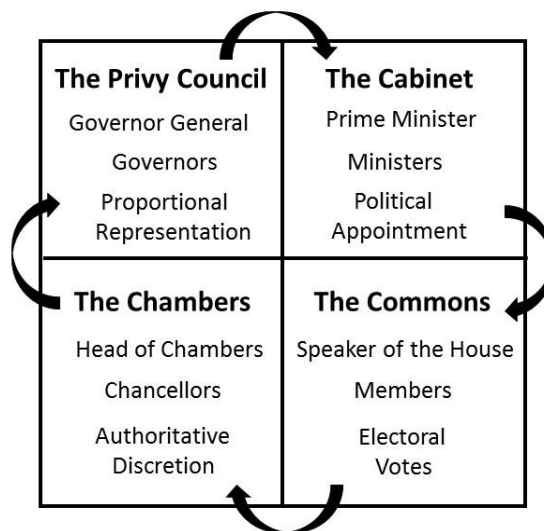 The Privy Council
Governor General
Governors
Proportional
Representation
The Cabinet
Prime Minister
Ministers
Political
Appointment
The Chambers
Head of Chambers
Chancellors
Authoritative
Discretion
The Commons
Speaker of the House
Members
Electoral
Votes